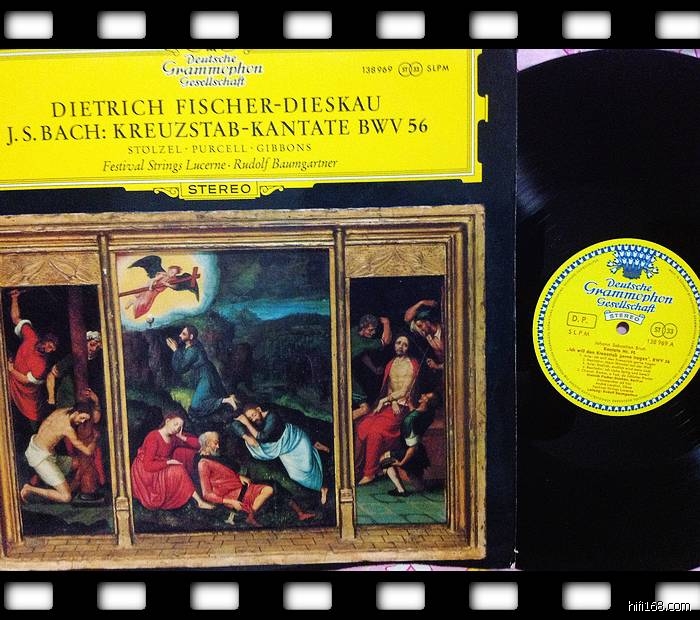 Deutsche
Grammophon
Gesellschaft
138 969 ST 33 SLPM
DIETRICH FISCHER-DIESKAU
J. S. BACH: KREUZSTAB-KANTATE BWV 56
STÖLZEL · PURCELL · GIBBONS
Festival Strings Lucerne · Rudolf Baumgartner
STEREO
Deutsche
Grammophon
Gesellschaft
STEREO
D. P.
SLPM
ST 33
138 969 A
Johann Sebastian Bach
Kantate Nr. 56
„Ich will den Kreuzstab gerne tragen", BWV 56
hifi168.com